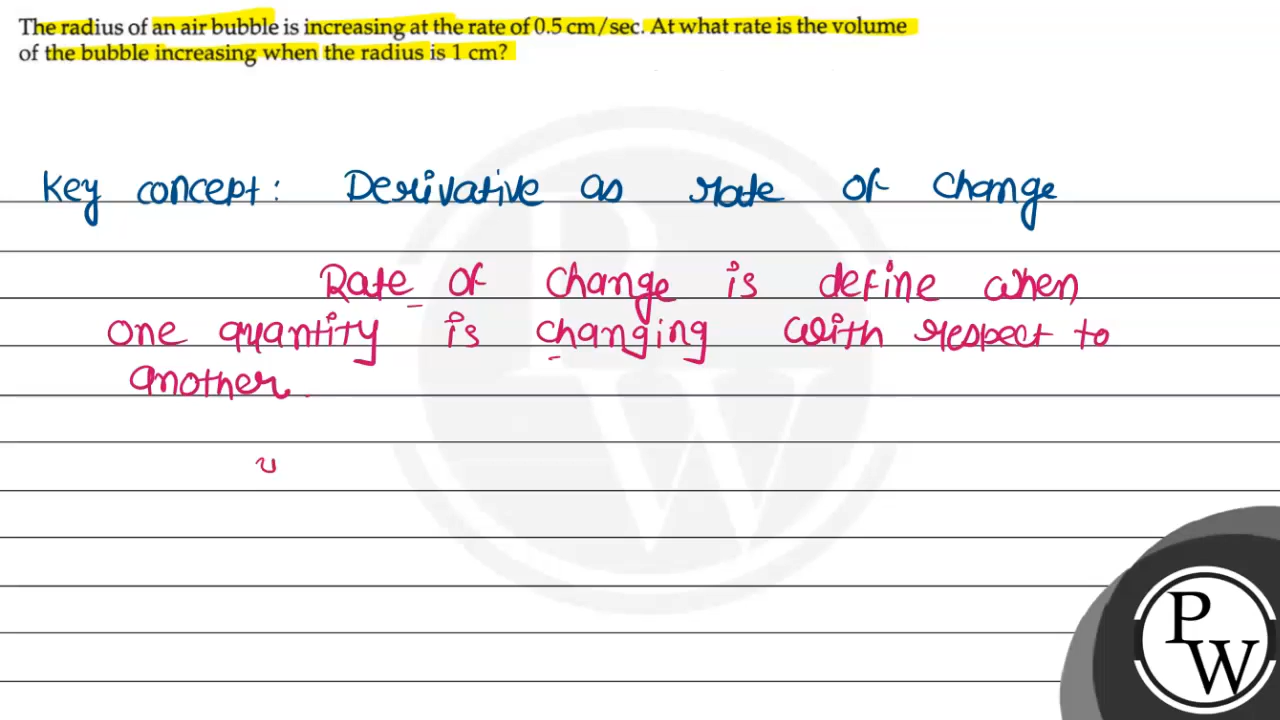 The radius of an air bubble is increasing at the rate of 0.5 cm/sec. At what rate is the volume
of the bubble increasing when the radius is 1 cm?
Key concept: Derivative as rate of change
Rate of change is define when
one quantity is changing with respect to
another.
y
PW
PW